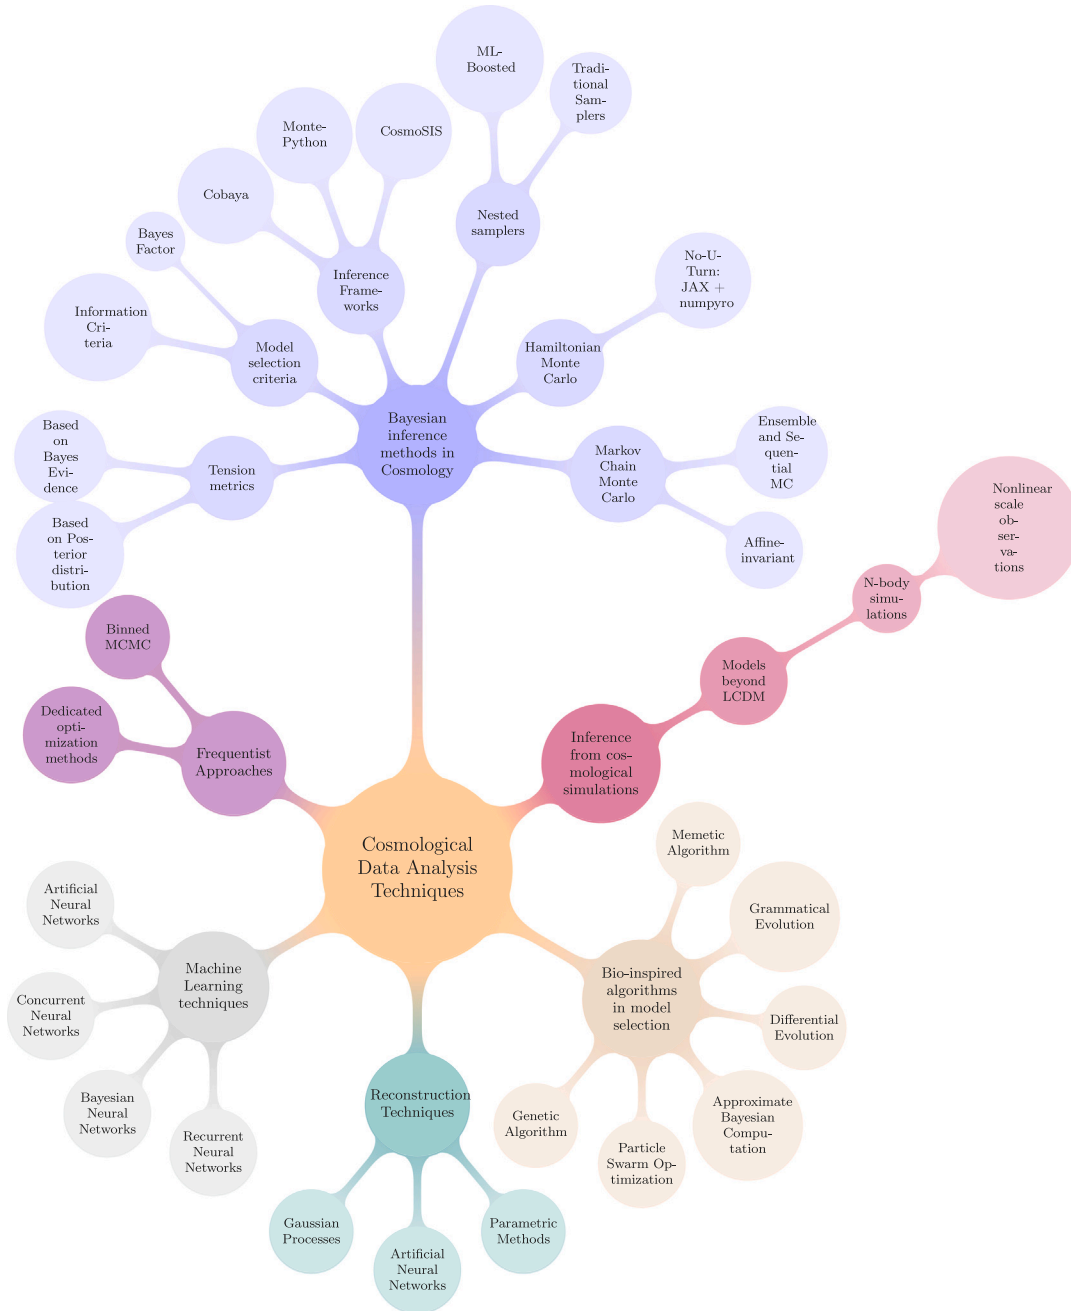 ML-
Boosted
Tradi-
tional
Sam-
plers
Monte-
Python
CosmoSIS
Cobaya
Nested
samplers
Bayes
Factor
Inference
Frame-
works
No-U-
Turn:
JAX +
numpyro
Information
Cri-
teria
Model
selection
criteria
Hamiltonian
Monte
Carlo
Bayesian
inference
methods in
Cosmology
Based
on
Bayes
Evi-
dence
Tension
metrics
Markov
Chain
Monte
Carlo
Ensemble
and Se-
quential
MC
Based
on Pos-
terior
distri-
bution
Affine-
invariant
Nonlinear
scale
ob-
ser-
va-
tions
N-body
simu-
lations
Binned
MCMC
Models
beyond
LCDM
Dedicated
opti-
mization
methods
Frequentist
Approaches
Inference
from cos-
mological
simulations
Cosmological
Data Analysis
Techniques
Memetic
Algorithm
Artificial
Neural
Networks
Grammatical
Evolution
Machine
Learning
techniques
Bio-inspired
algorithms
in model
selection
Concurrent
Neural
Networks
Differential
Evolution
Bayesian
Neural
Networks
Recurrent
Neural
Networks
Reconstruction
Techniques
Genetic
Algorithm
Particle
Swarm Op-
timization
Approximate
Bayesian
Compu-
tation
Gaussian
Processes
Artificial
Neural
Networks
Parametric
Methods